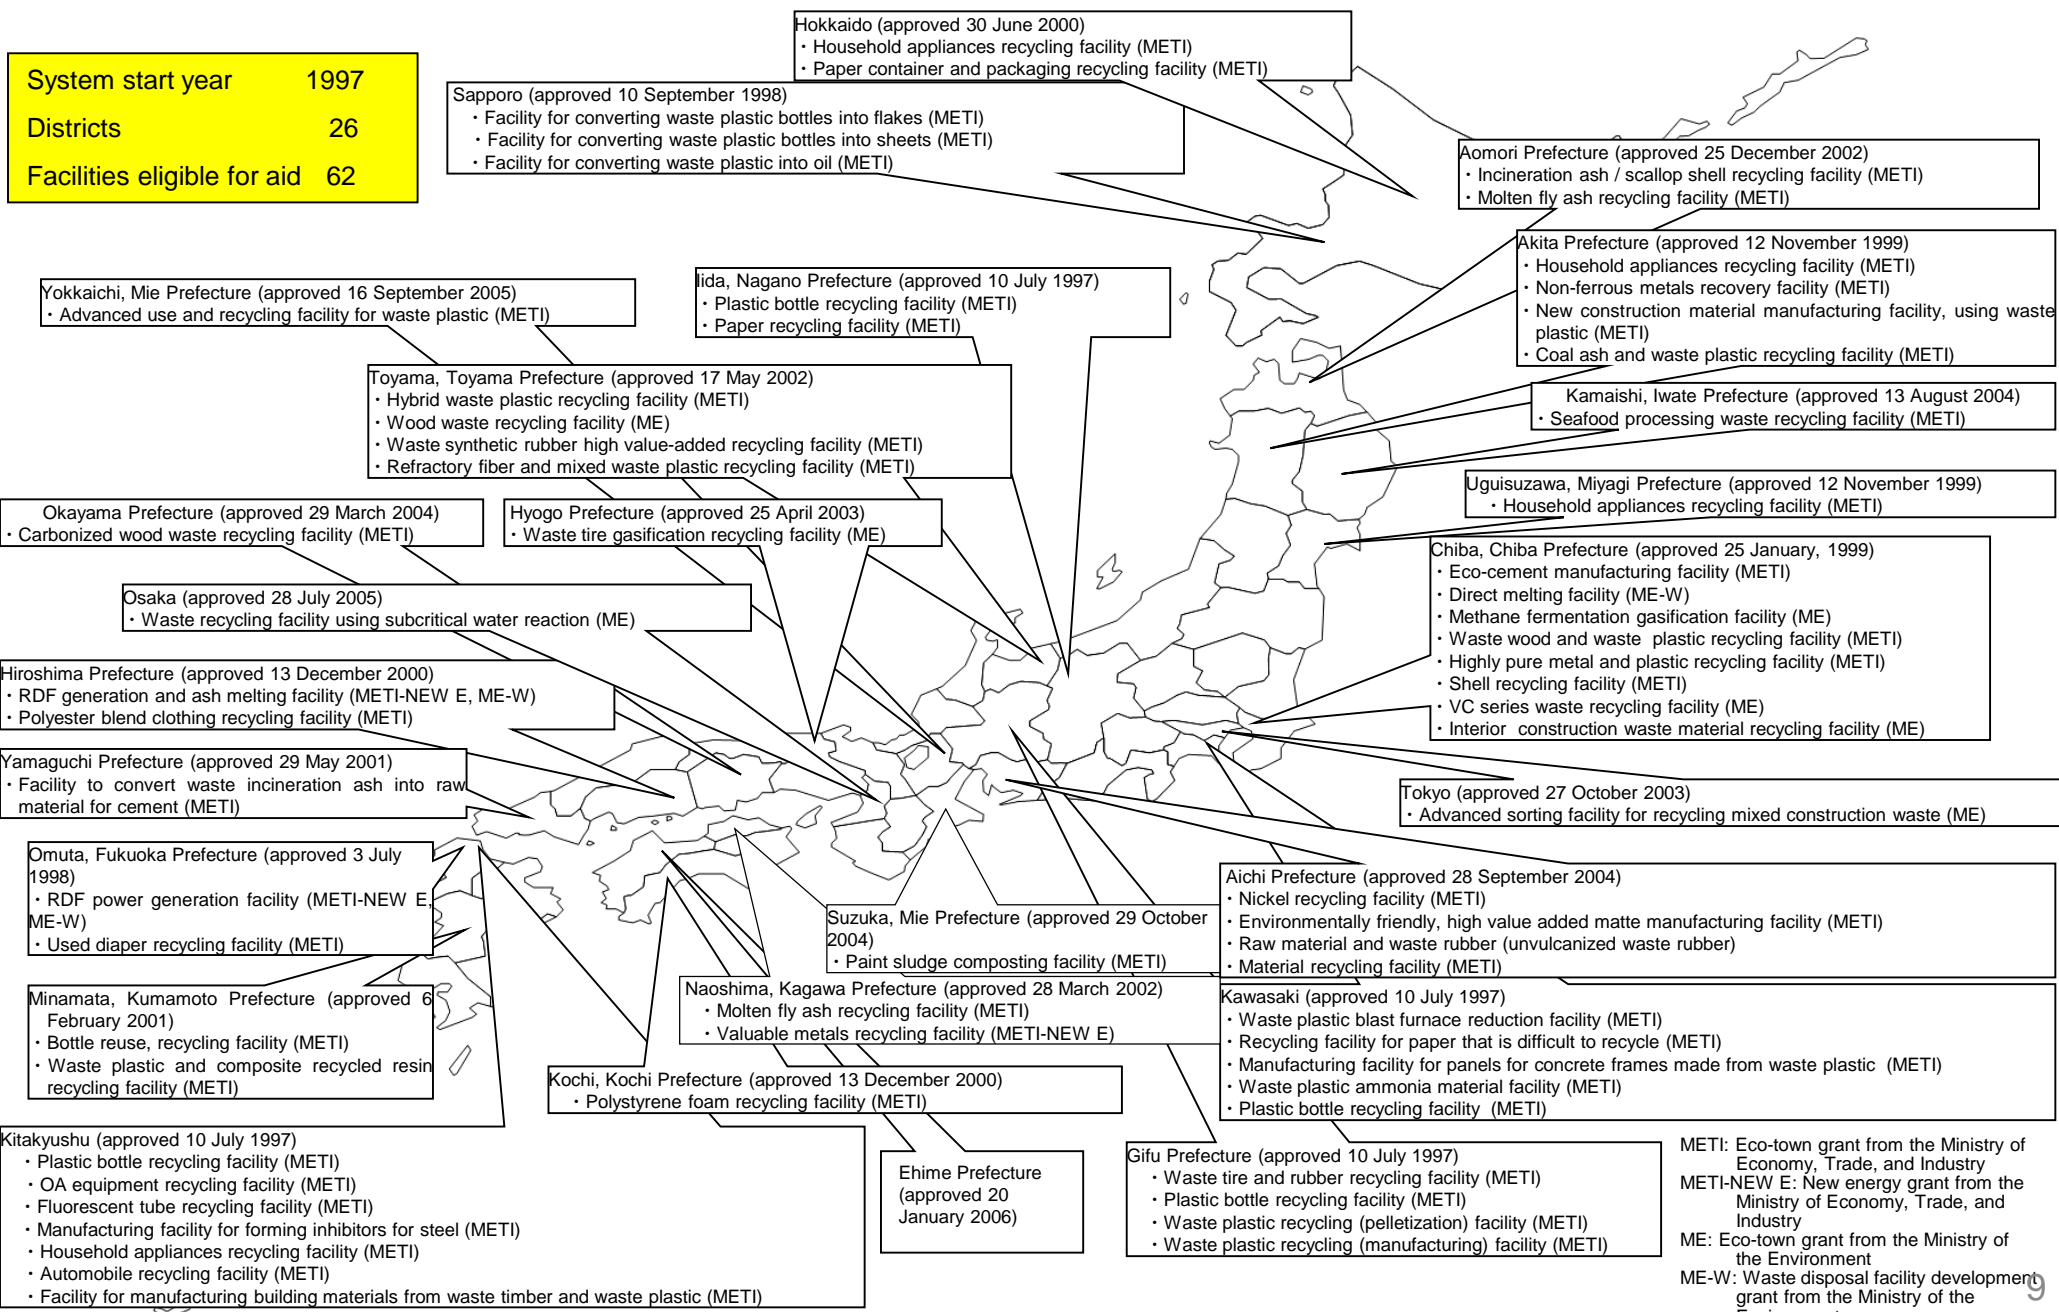 System start year 1997
Districts 26
Facilities eligible for aid 62
Hokkaido (approved 30 June 2000)
・Household appliances recycling facility (METI)
・Paper container and packaging recycling facility (METI)
Sapporo (approved 10 September 1998)
・Facility for converting waste plastic bottles into flakes (METI)
・Facility for converting waste plastic bottles into sheets (METI)
・Facility for converting waste plastic into oil (METI)
Aomori Prefecture (approved 25 December 2002)
・Incineration ash / scallop shell recycling facility (METI)
・Molten fly ash recycling facility (METI)
Akita Prefecture (approved 12 November 1999)
・Household appliances recycling facility (METI)
・Non-ferrous metals recovery facility (METI)
・New construction material manufacturing facility, using waste
plastic (METI)
・Coal ash and waste plastic recycling facility (METI)
Yokkaichi, Mie Prefecture (approved 16 September 2005)
・Advanced use and recycling facility for waste plastic (METI)
Iida, Nagano Prefecture (approved 10 July 1997)
・Plastic bottle recycling facility (METI)
・Paper recycling facility (METI)
Toyama, Toyama Prefecture (approved 17 May 2002)
・Hybrid waste plastic recycling facility (METI)
・Wood waste recycling facility (ME)
・Waste synthetic rubber high value-added recycling facility (METI)
・Refractory fiber and mixed waste plastic recycling facility (METI)
Kamaishi, Iwate Prefecture (approved 13 August 2004)
・Seafood processing waste recycling facility (METI)
Uguisuzawa, Miyagi Prefecture (approved 12 November 1999)
・Household appliances recycling facility (METI)
Okayama Prefecture (approved 29 March 2004)
・Carbonized wood waste recycling facility (METI)
Hyogo Prefecture (approved 25 April 2003)
・Waste tire gasification recycling facility (ME)
Chiba, Chiba Prefecture (approved 25 January, 1999)
・Eco-cement manufacturing facility (METI)
・Direct melting facility (ME-W)
・Methane fermentation gasification facility (ME)
・Waste wood and waste plastic recycling facility (METI)
・Highly pure metal and plastic recycling facility (METI)
・Shell recycling facility (METI)
・VC series waste recycling facility (ME)
・Interior construction waste material recycling facility (ME)
Osaka (approved 28 July 2005)
・Waste recycling facility using subcritical water reaction (ME)
Hiroshima Prefecture (approved 13 December 2000)
・RDF generation and ash melting facility (METI-NEW E, ME-W)
・Polyester blend clothing recycling facility (METI)
Yamaguchi Prefecture (approved 29 May 2001)
・Facility to convert waste incineration ash into raw
material for cement (METI)
Tokyo (approved 27 October 2003)
・Advanced sorting facility for recycling mixed construction waste (ME)
Omuta, Fukuoka Prefecture (approved 3 July
1998)
・RDF power generation facility (METI-NEW E,
ME-W)
・Used diaper recycling facility (METI)
Aichi Prefecture (approved 28 September 2004)
・Nickel recycling facility (METI)
・Environmentally friendly, high value added matte manufacturing facility (METI)
・Raw material and waste rubber (unvulcanized waste rubber)
・Material recycling facility (METI)
Suzuka, Mie Prefecture (approved 29 October
2004)
・Paint sludge composting facility (METI)
Minamata, Kumamoto Prefecture (approved 6
February 2001)
・Bottle reuse, recycling facility (METI)
・Waste plastic and composite recycled resin
recycling facility (METI)
Naoshima, Kagawa Prefecture (approved 28 March 2002)
・Molten fly ash recycling facility (METI)
・Valuable metals recycling facility (METI-NEW E)
Kawasaki (approved 10 July 1997)
・Waste plastic blast furnace reduction facility (METI)
・Recycling facility for paper that is difficult to recycle (METI)
・Manufacturing facility for panels for concrete frames made from waste plastic (METI)
・Waste plastic ammonia material facility (METI)
・Plastic bottle recycling facility (METI)
Kochi, Kochi Prefecture (approved 13 December 2000)
・Polystyrene foam recycling facility (METI)
Kitakyushu (approved 10 July 1997)
・Plastic bottle recycling facility (METI)
・OA equipment recycling facility (METI)
・Fluorescent tube recycling facility (METI)
・Manufacturing facility for forming inhibitors for steel (METI)
・Household appliances recycling facility (METI)
・Automobile recycling facility (METI)
・Facility for manufacturing building materials from waste timber and waste plastic (METI)
Ehime Prefecture
(approved 20
January 2006)
Gifu Prefecture (approved 10 July 1997)
・Waste tire and rubber recycling facility (METI)
・Plastic bottle recycling facility (METI)
・Waste plastic recycling (pelletization) facility (METI)
・Waste plastic recycling (manufacturing) facility (METI)
METI: Eco-town grant from the Ministry of
Economy, Trade, and Industry
METI-NEW E: New energy grant from the
Ministry of Economy, Trade, and
Industry
ME: Eco-town grant from the Ministry of
the Environment
ME-W: Waste disposal facility development
grant from the Ministry of the
9